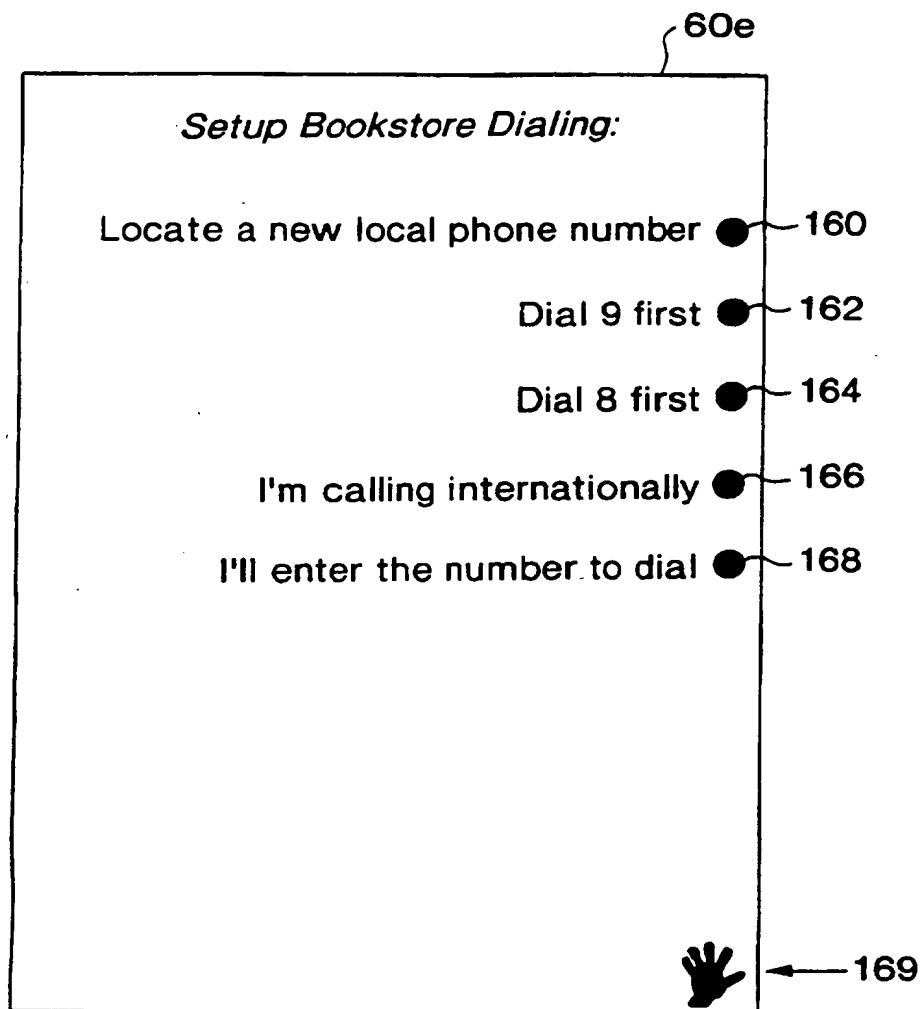 60e
Setup Bookstore Dialing:
Locate a new local phone number 160
Dial 9 first 162
Dial 8 first 164
I'm calling internationally 166
I'll enter the number to dial 168
169